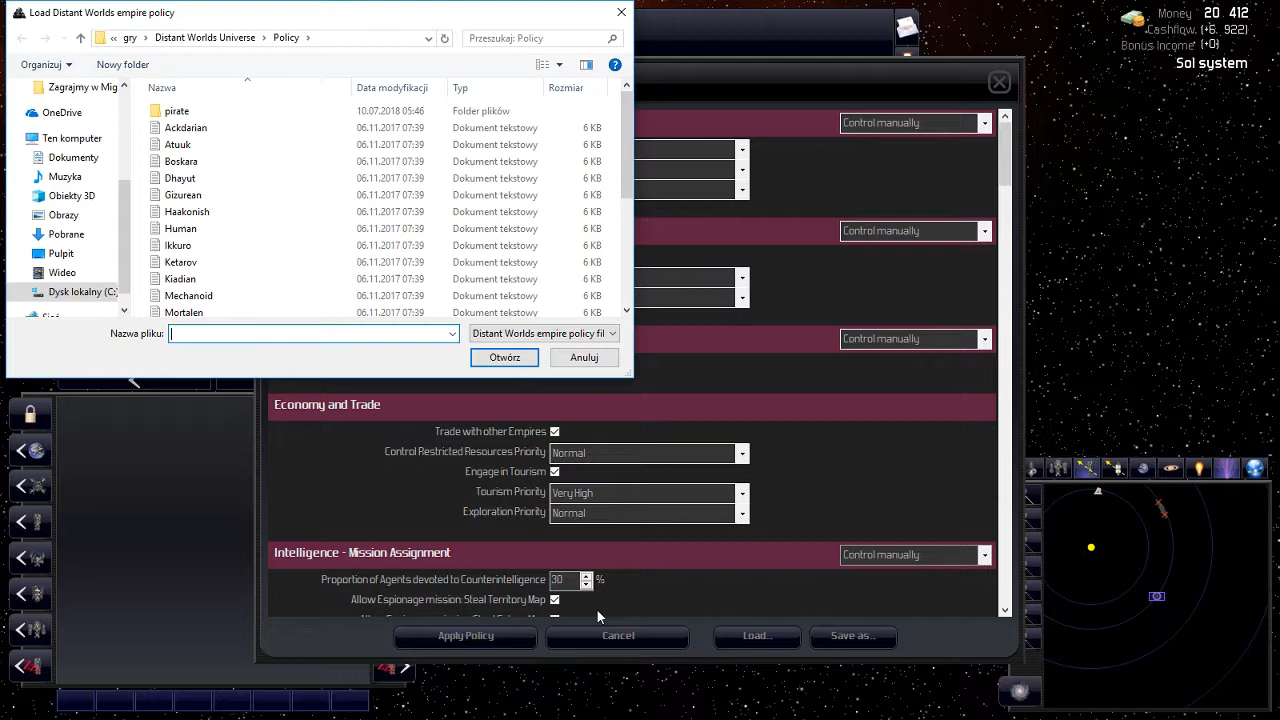 Load Distant Worlds empire policy
« gry > Distant Worlds Universe > Policy >
Przeszukaj: Policy
Organizuj
New folder
Zagrajmy w Mig
OneDrive
Ten komputer
Dokumenty
Muzyka
Obiekty 3D
Obrazy
Pobrane
Pulpit
Wideo
Dysk lokalny (C:)
Nazwa Data modyfikacji Typ Rozmiar
pirate 10.07.2018 05:46 Folder plików
Ackdarian 06.11.2017 07:39 Dokument tekstowy 6 KB
Atuuk 06.11.2017 07:39 Dokument tekstowy 6 KB
Boskara 06.11.2017 07:39 Dokument tekstowy 6 KB
Dhayut 06.11.2017 07:39 Dokument tekstowy 6 KB
Gizurean 06.11.2017 07:39 Dokument tekstowy 6 KB
Haakonish 06.11.2017 07:39 Dokument tekstowy 6 KB
Human 06.11.2017 07:39 Dokument tekstowy 6 KB
Ikkuro 06.11.2017 07:39 Dokument tekstowy 6 KB
Ketarov 06.11.2017 07:39 Dokument tekstowy 6 KB
Kiadian 06.11.2017 07:39 Dokument tekstowy 6 KB
Mechanoid 06.11.2017 07:39 Dokument tekstowy 6 KB
Mortalen 06.11.2017 07:39 Dokument tekstowy 6 KB
Nazwa pliku:
Distant Worlds empire policy fil
Otwórz
Anuluj
Money 20 412
Cashflow (+6. 922)
Bonus Income (+0)
Sol system
Control manually
Control manually
Control manually
Economy and Trade
Trade with other Empires
Control Restricted Resources Priority Normal
Engage in Tourism
Tourism Priority Very High
Exploration Priority Normal
Intelligence - Mission Assignment Control manually
Proportion of Agents devoted to Counterintelligence 30 %
Allow Espionage mission: Steal Territory Map
Apply Policy
Cancel
Load...
Save as...